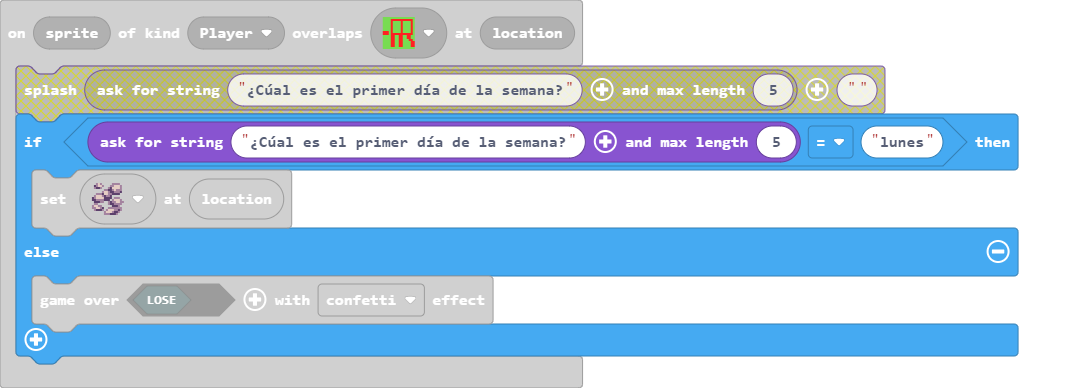 on sprite of kind Player overlaps at location
splash ask for string "¿Cúal es el primer día de la semana?" and max length 5 " "
if ask for string "¿Cúal es el primer día de la semana?" and max length 5 = "lunes" then
set at location
else
game over LOSE with confetti effect